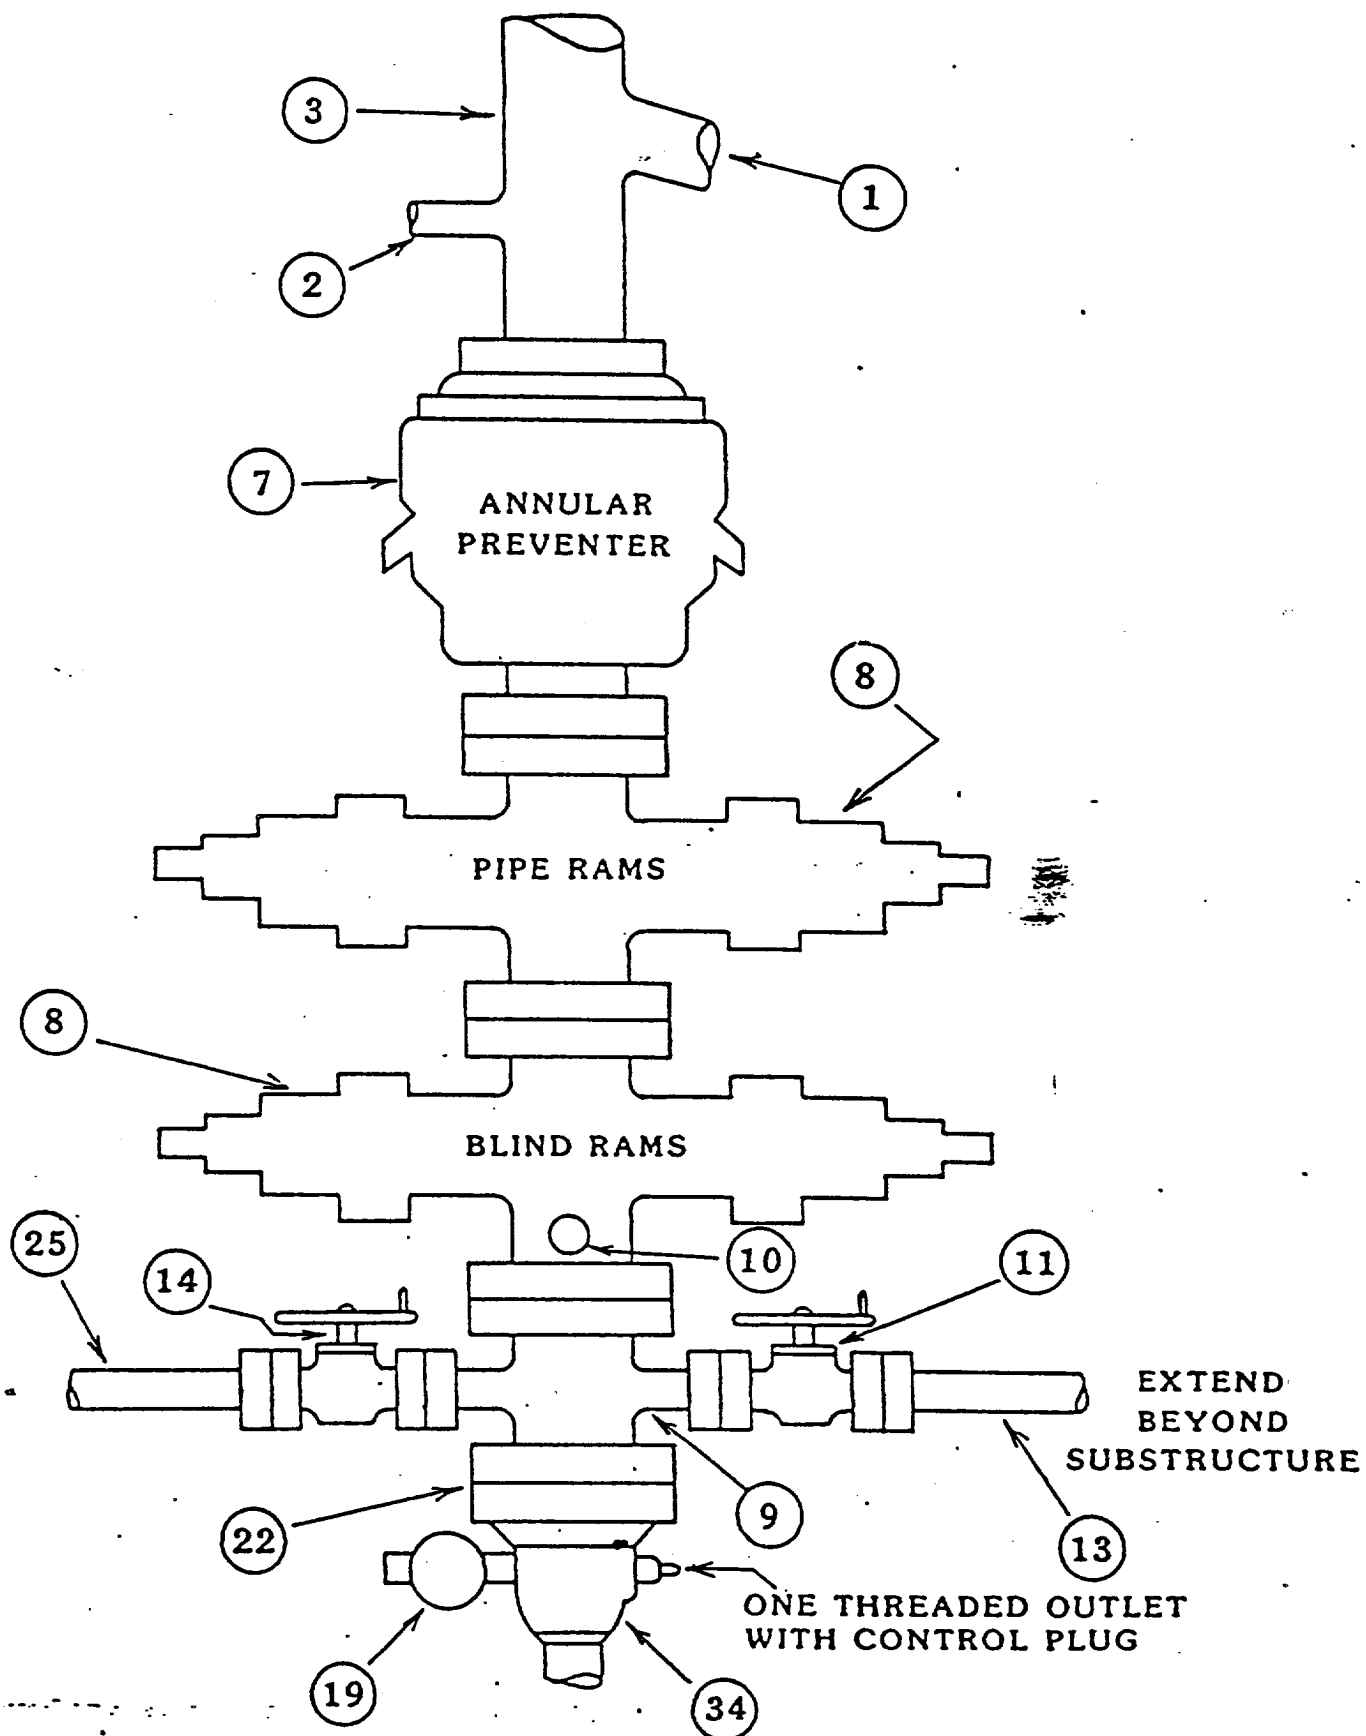 3
1
2
7
ANNULAR
PREVENTER
8
PIPE RAMS
8
BLIND RAMS
25
14
10
11
EXTEND
BEYOND
SUBSTRUCTURE
9
22
13
ONE THREADED OUTLET
WITH CONTROL PLUG
19
34